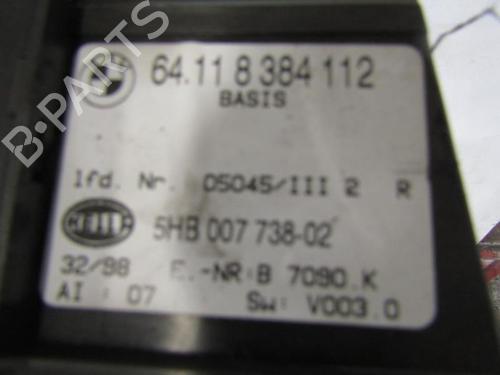 64.11 8 384 112
BASIS
lfd. Nr. 05045/III 2 R
HELLA
5HB 007 738-02
32/98 E.-NR:B 7090.K
AI : 07 SW: V003.0
B-PARTS